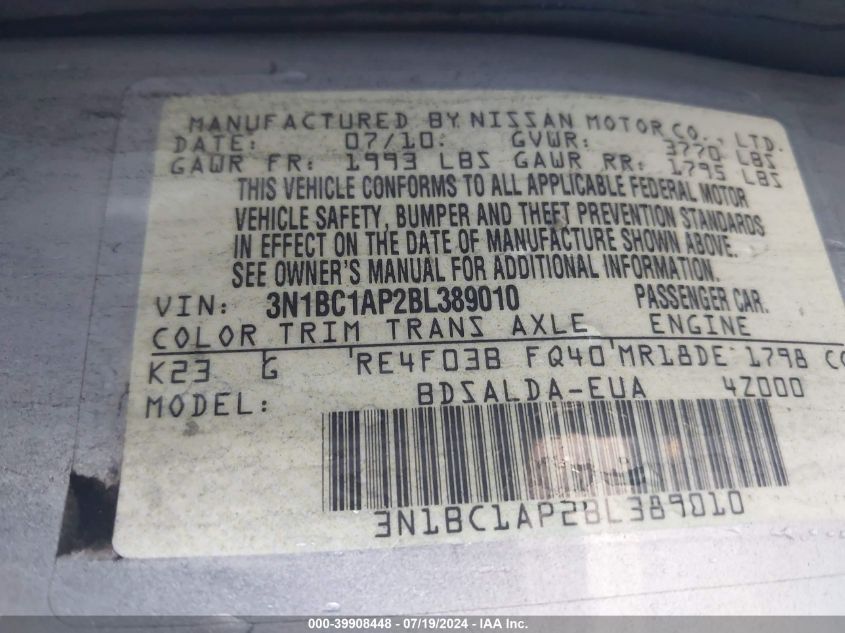 MANUFACTURED BY NISSAN MOTOR CO., LTD.
DATE: 07/10. GVWR: 3770 LBS
GAWR FR: 1993 LBS GAWR RR: 1795 LBS
THIS VEHICLE CONFORMS TO ALL APPLICABLE FEDERAL MOTOR
VEHICLE SAFETY, BUMPER AND THEFT PREVENTION STANDARDS
IN EFFECT ON THE DATE OF MANUFACTURE SHOWN ABOVE.
SEE OWNER'S MANUAL FOR ADDITIONAL INFORMATION.
VIN: 3N1BC1AP2BL389010 PASSENGER CAR.
COLOR TRIM TRANS AXLE ENGINE
K23 G RE4F03B FQ40 MR18DE 1798 CC
MODEL: BDSALDA-EUA 4Z000
3N1BC1AP2BL389010
000-39908448 - 07/19/2024 - IAA Inc.